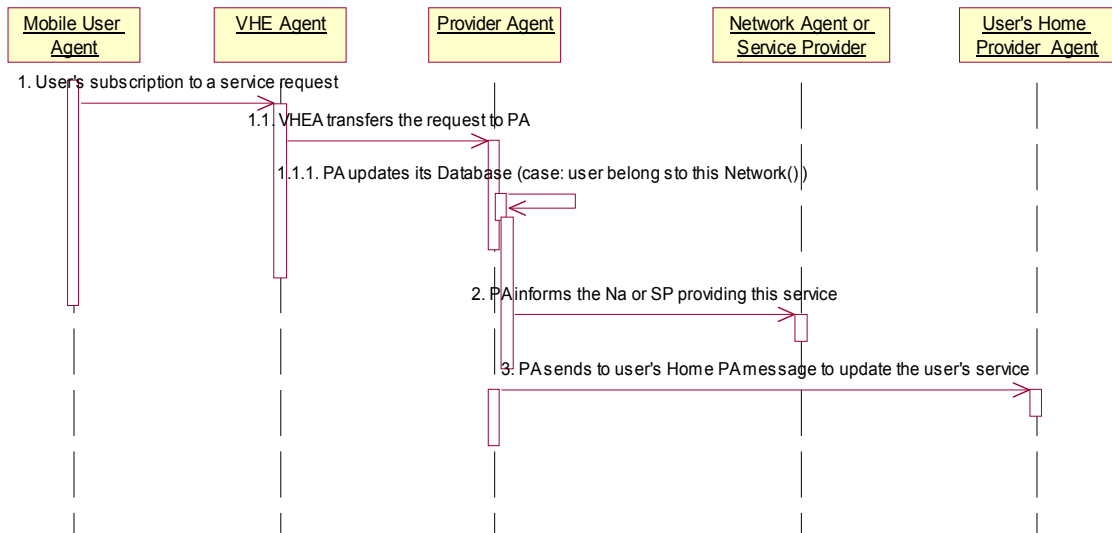 Mobile User
Agent
VHE Agent
Provider Agent
Network Agent or
Service Provider
User's Home
Provider Agent
1. User's subscription to a service request
1.1. VHEA transfers the request to PA
1.1.1. PA updates its Database (case: user belong sto this Network() )
2. PA informs the Na or SP providing this service
3. PA sends to user's Home PA message to update the user's service